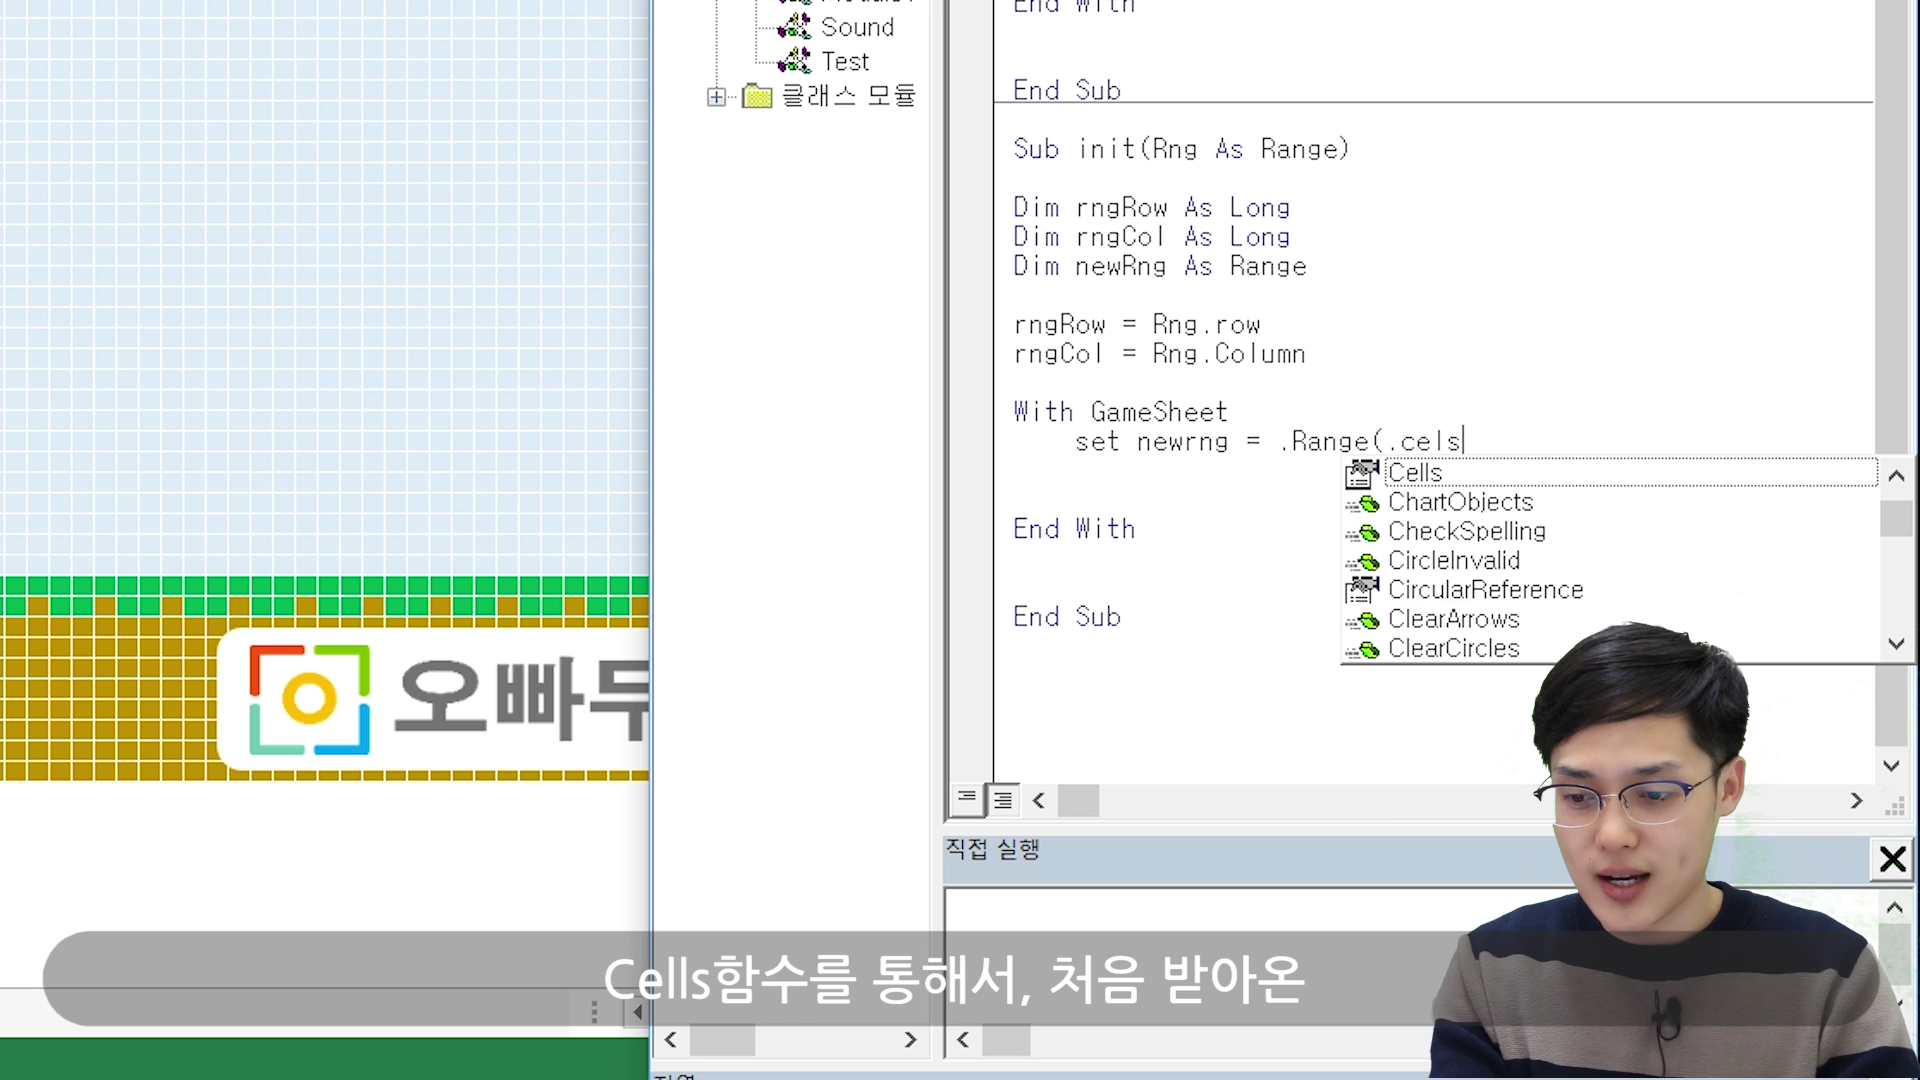 End With
Sound
Test
클래스 모듈
End Sub
Sub init(Rng As Range)
Dim rngRow As Long
Dim rngCol As Long
Dim newRng As Range
rngRow = Rng.row
rngCol = Rng.Column
With GameSheet
set newrng = .Range(.cels
Cells
ChartObjects
CheckSpelling
CircleInvalid
CircularReference
ClearArrows
ClearCircles
End With
End Sub
오빠두
직접 실행
Cells함수를 통해서, 처음 받아온